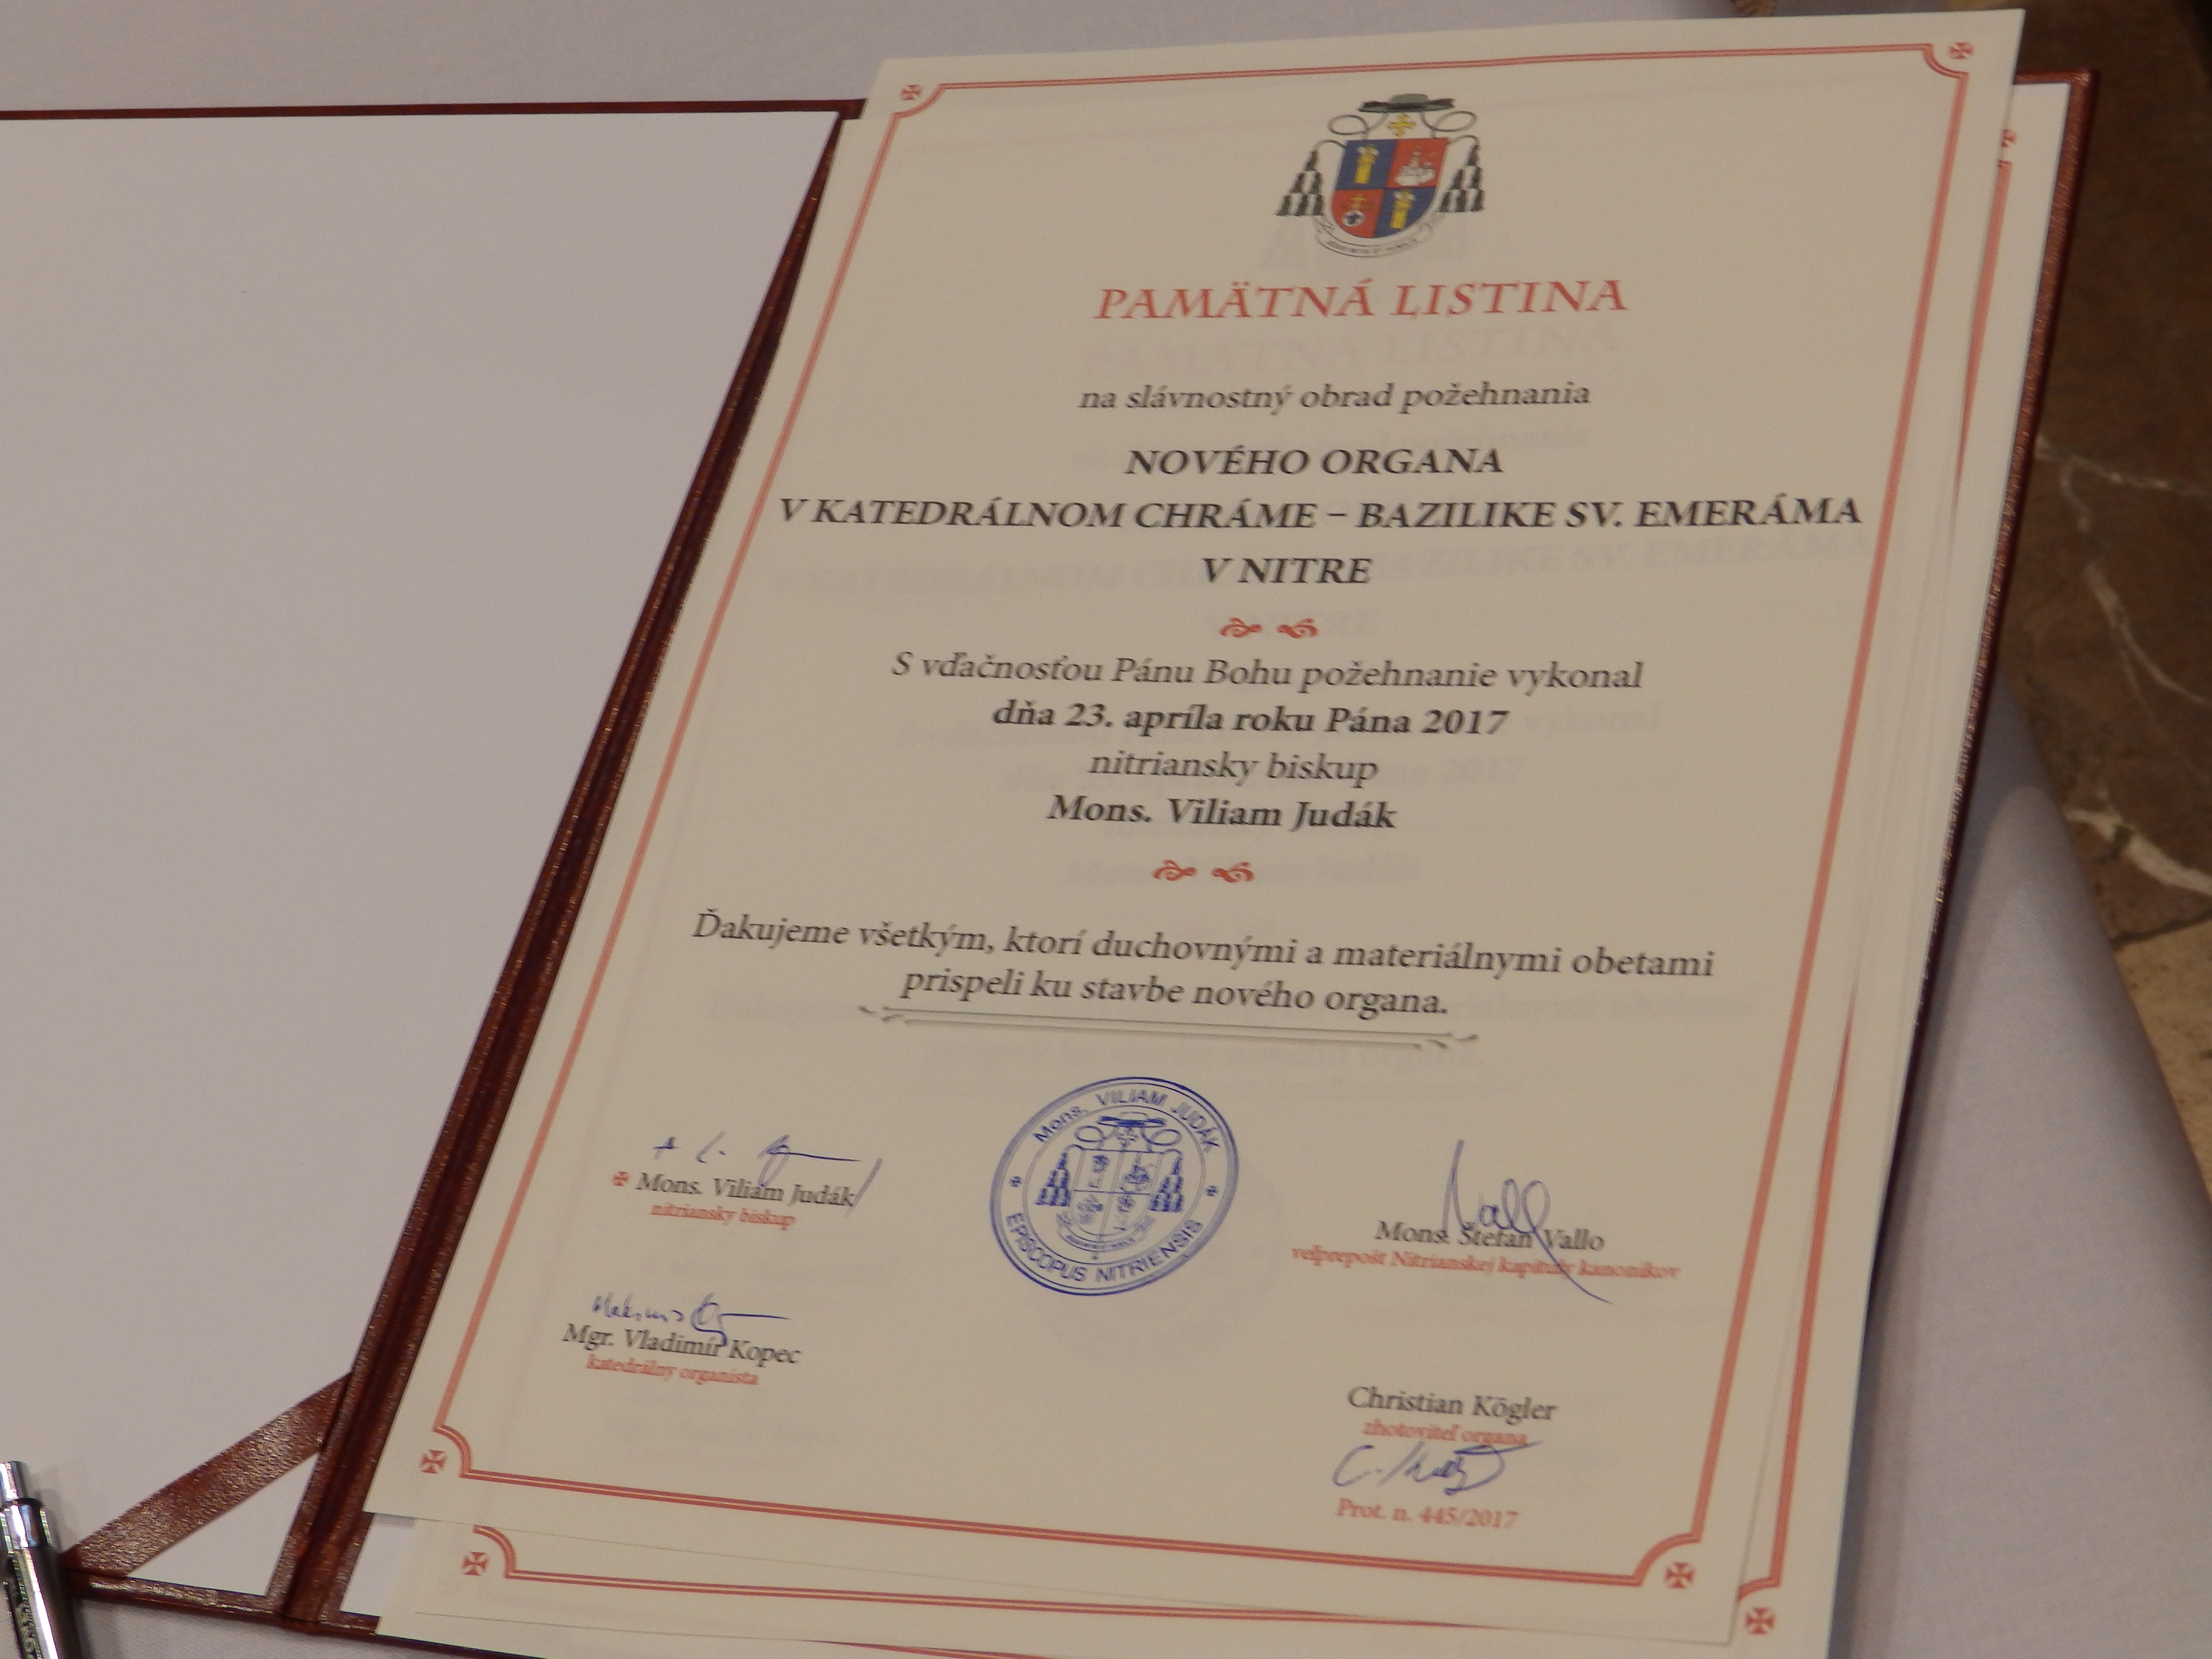 PAMÄTNÁ LISTINA
na slávnostný obrad požehnania
NOVÉHO ORGANA
V KATEDRÁLNOM CHRÁME – BAZILIKE SV. EMERÁMA
V NITRE
S vďačnosťou Pánu Bohu požehnanie vykonal
dňa 23. apríla roku Pána 2017
nitriansky biskup
Mons. Viliam Judák
Ďakujeme všetkým, ktorí duchovnými a materiálnymi obetami
prispeli ku stavbe nového organa.
Mons. VILIAM JUDÁK
EPISCOPUS NITRIENSIS
Mons. Viliam Judák
nitriansky biskup
Mons. Štefan Vallo
veľprepošt Nitrianskej kapituly kanonikov
Mgr. Vladimír Kopec
katedrálny organista
Christian Kögler
zhotoviteľ organa
Prot. n. 445/2017